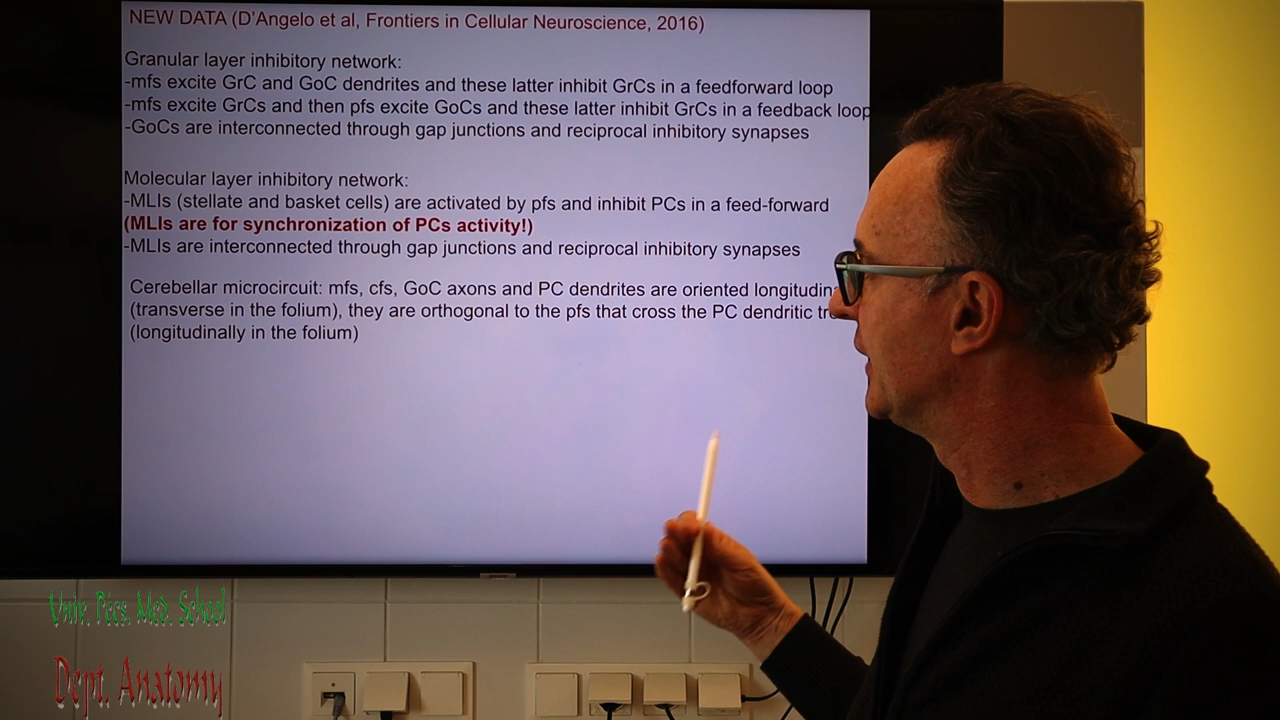 NEW DATA (D'Angelo et al, Frontiers in Cellular Neuroscience, 2016)
Granular layer inhibitory network:
-mfs excite GrC and GoC dendrites and these latter inhibit GrCs in a feedforward loop
-mfs excite GrCs and then pfs excite GoCs and these latter inhibit GrCs in a feedback loop
-GoCs are interconnected through gap junctions and reciprocal inhibitory synapses
Molecular layer inhibitory network:
-MLIs (stellate and basket cells) are activated by pfs and inhibit PCs in a feed-forward
(MLIs are for synchronization of PCs activity!)
-MLIs are interconnected through gap junctions and reciprocal inhibitory synapses
Cerebellar microcircuit: mfs, cfs, GoC axons and PC dendrites are oriented
(transverse in the folium), they are orthogonal to the pfs that cross the PC dendritic
(longitudinally in the folium)
Univ. Pecs. Med. School
Dept. Anatomy